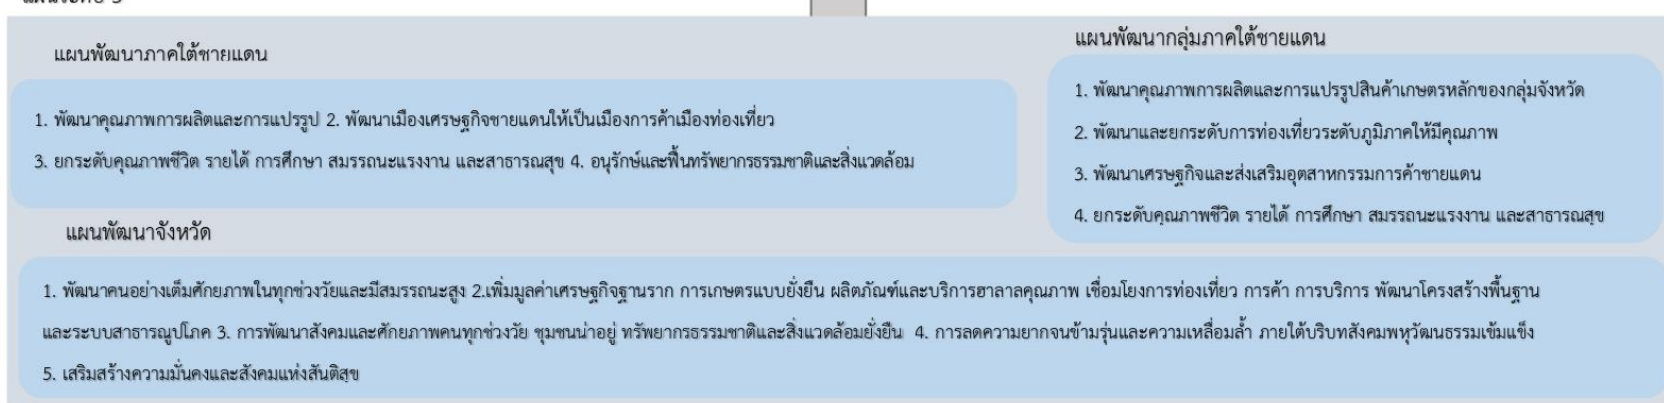 แผนพัฒนาภาคใต้ชายแดน
1. พัฒนาคุณภาพการผลิตและการแปรรูป 2. พัฒนาเมืองเศรษฐกิจชายแดนให้เป็นเมืองการค้าเมืองท่องเที่ยว
3. ยกระดับคุณภาพชีวิต รายได้ การศึกษา สมรรถนะแรงงาน และสาธารณสุข 4. อนุรักษ์และฟื้นทรัพยากรธรรมชาติและสิ่งแวดล้อม
แผนพัฒนากลุ่มภาคใต้ชายแดน
1. พัฒนาคุณภาพการผลิตและการแปรรูปสินค้าเกษตรหลักของกลุ่มจังหวัด
2. พัฒนาและยกระดับการท่องเที่ยวระดับภูมิภาคให้มีคุณภาพ
3. พัฒนาเศรษฐกิจและส่งเสริมอุตสาหกรรมการค้าชายแดน
4. ยกระดับคุณภาพชีวิต รายได้ การศึกษา สมรรถนะแรงงาน และสาธารณสุข
แผนพัฒนาจังหวัด
1. พัฒนาคนอย่างเต็มศักยภาพในทุกช่วงวัยและมีสมรรถนะสูง 2.เพิ่มมูลค่าเศรษฐกิจฐานราก การเกษตรแบบยั่งยืน ผลิตภัณฑ์และบริการฮาลาลคุณภาพ เชื่อมโยงการท่องเที่ยว การค้า การบริการ พัฒนาโครงสร้างพื้นฐาน
และระบบสาธารณูปโภค 3. การพัฒนาสังคมและศักยภาพคนทุกช่วงวัย ชุมชนน่าอยู่ ทรัพยากรธรรมชาติและสิ่งแวดล้อมยั่งยืน 4. การลดความยากจนข้ามรุ่นและความเหลื่อมล้ำ ภายใต้บริบทสังคมพหุวัฒนธรรมเข้มแข็ง
5. เสริมสร้างความมั่นคงและสังคมแห่งสันติสุข